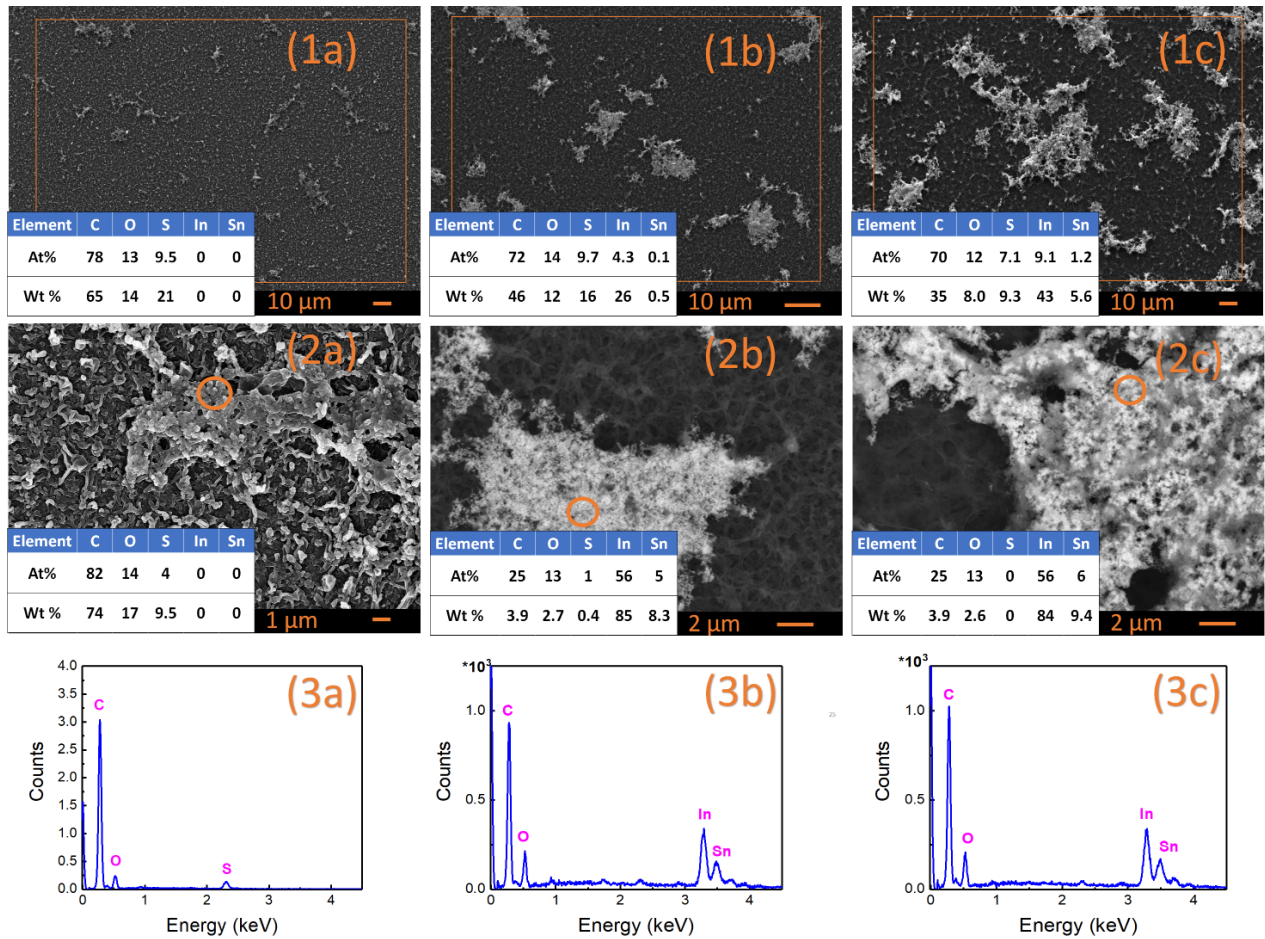 (1a)
Element C O S In Sn
At% 78 13 9.5 0 0
Wt % 65 14 21 0 0
10 µm
(1b)
Element C O S In Sn
At% 72 14 9.7 4.3 0.1
Wt % 46 12 16 26 0.5
10 µm
(1c)
Element C O S In Sn
At% 70 12 7.1 9.1 1.2
Wt % 35 8.0 9.3 43 5.6
10 µm
(2a)
Element C O S In Sn
At% 82 14 4 0 0
Wt % 74 17 9.5 0 0
1 µm
(2b)
Element C O S In Sn
At% 25 13 1 56 5
Wt % 3.9 2.7 0.4 85 8.3
2 µm
(2c)
Element C O S In Sn
At% 25 13 0 56 6
Wt % 3.9 2.6 0 84 9.4
2 µm
(3a)
4.0
3.5
3.0
2.5
2.0
1.5
1.0
0.5
0.0
Counts
C
O
S
0 1 2 3 4
Energy (keV)
(3b)
*10³
1.0
0.5
0.0
Counts
C
O
In
Sn
0 1 2 3 4
Energy (keV)
25
(3c)
*10³
1.0
0.5
0.0
Counts
C
O
In
Sn
0 1 2 3 4
Energy (keV)